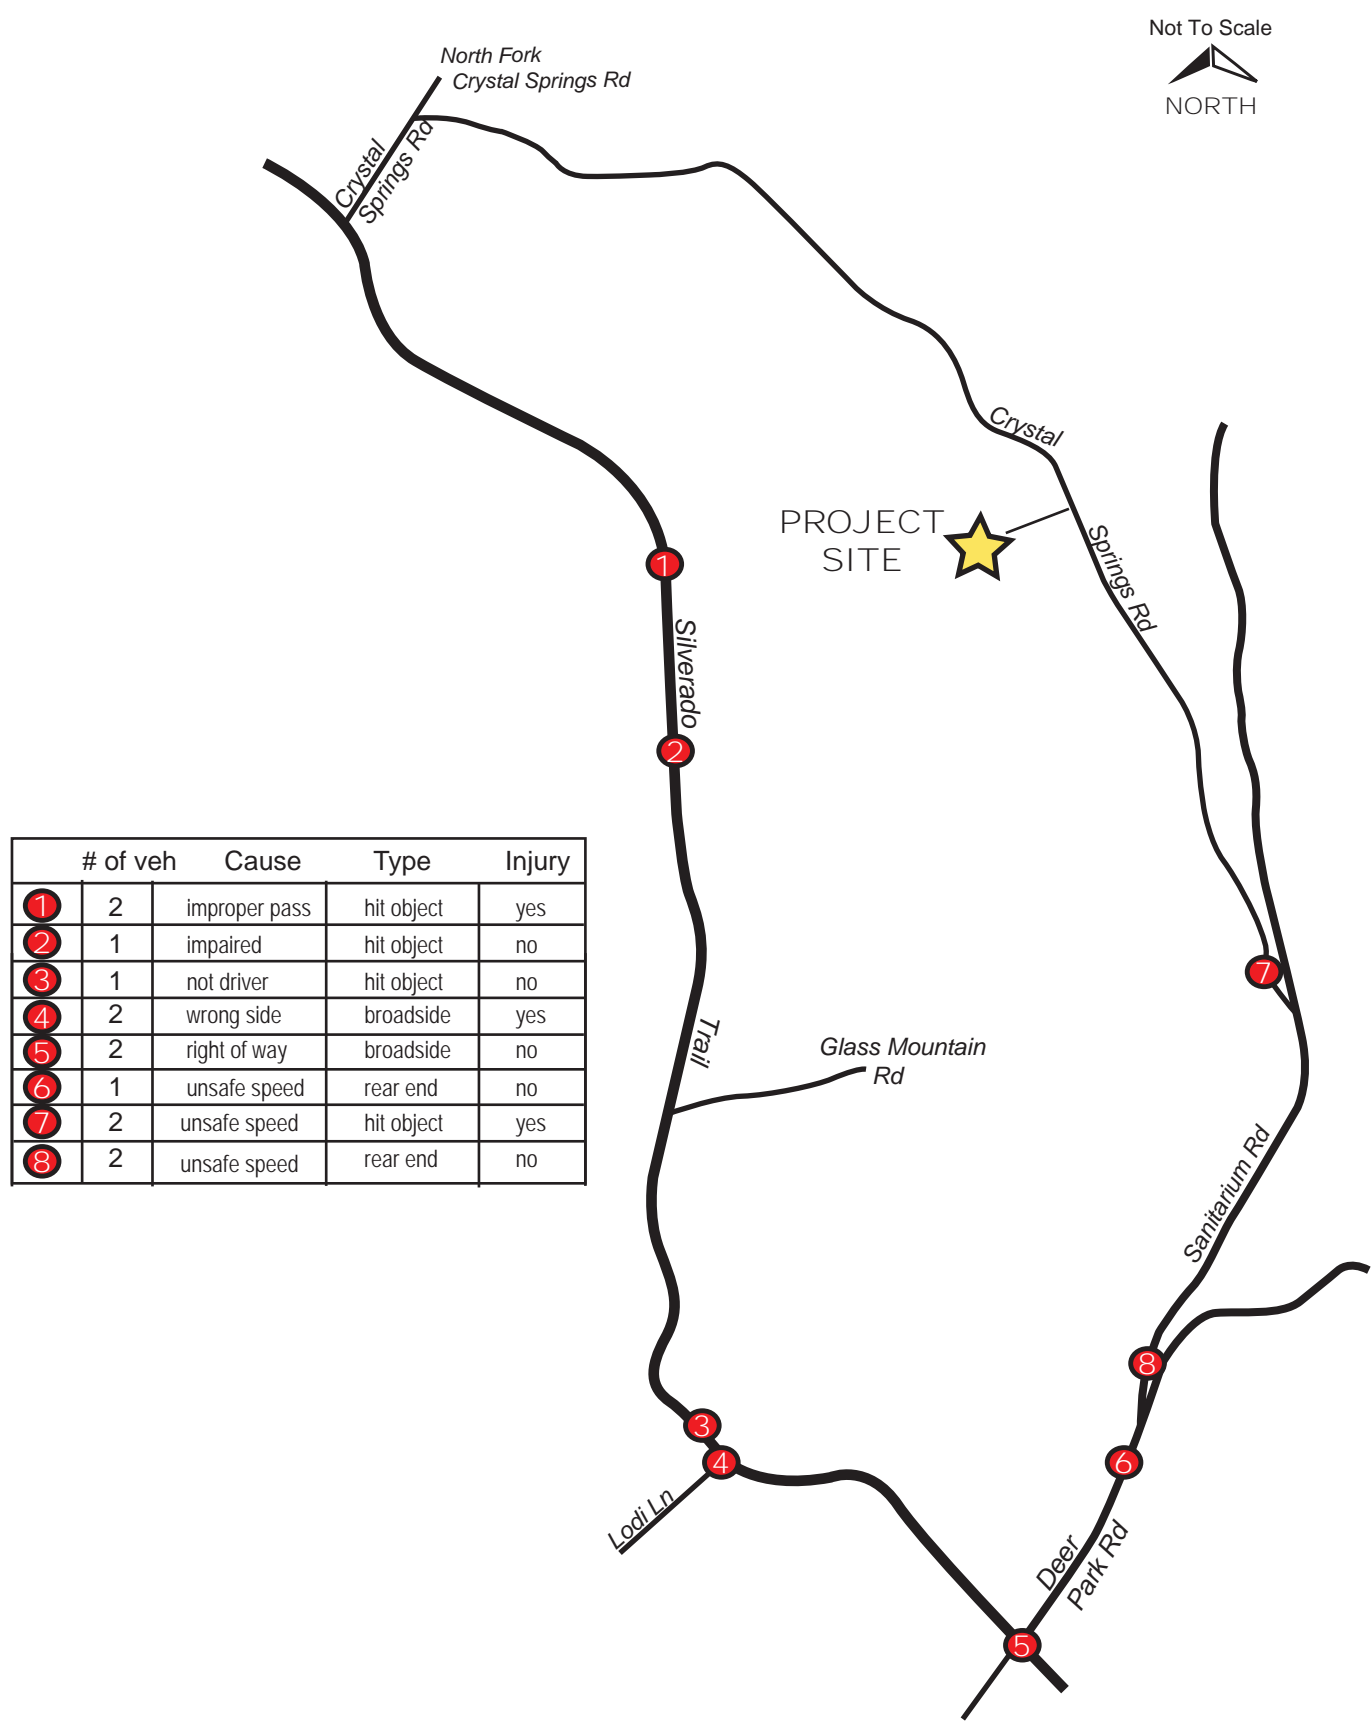 Not To Scale
NORTH
North Fork
Crystal Springs Rd
Crystal
Springs Rd
Crystal
Springs Rd
PROJECT
SITE
1
Silverado
2
# of veh Cause Type Injury
1 2 improper pass hit object yes
2 1 impaired hit object no
3 1 not driver hit object no
4 2 wrong side broadside yes
5 2 right of way broadside no
6 1 unsafe speed rear end no
7 2 unsafe speed hit object yes
8 2 unsafe speed rear end no
7
Trail
Glass Mountain
Rd
Sanitarium Rd
8
3
4
6
Lodi Ln
Deer
Park Rd
5